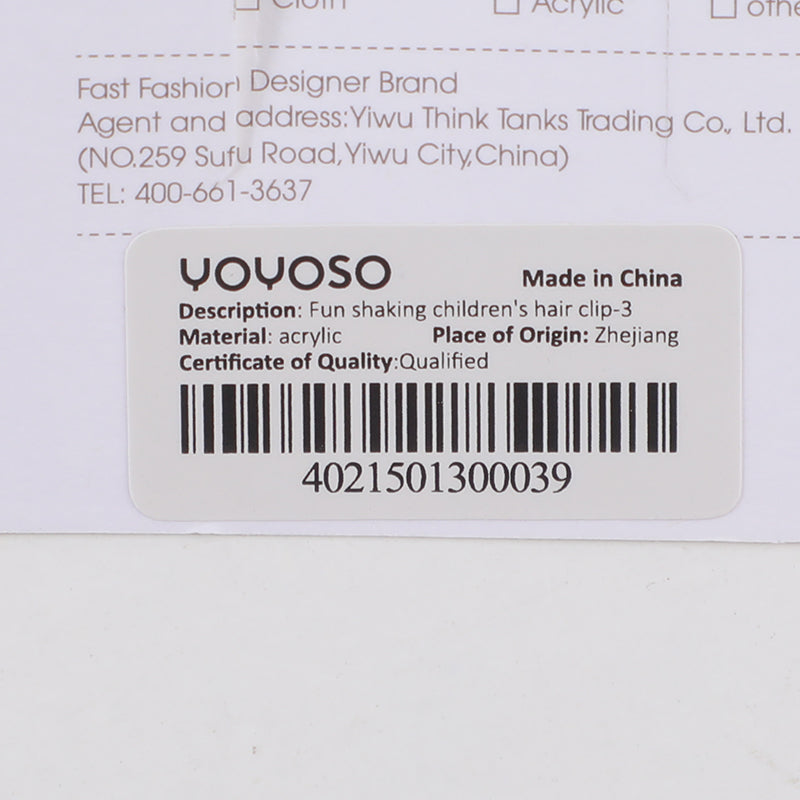 Cloth Acrylic othe
Fast Fashion Designer Brand
Agent and address:Yiwu Think Tanks Trading Co., Ltd.
(NO.259 Sufu Road,Yiwu City,China)
TEL: 400-661-3637
YOYOSO
Made in China
Description: Fun shaking children's hair clip-3
Material: acrylic Place of Origin: Zhejiang
Certificate of Quality:Qualified
4021501300039